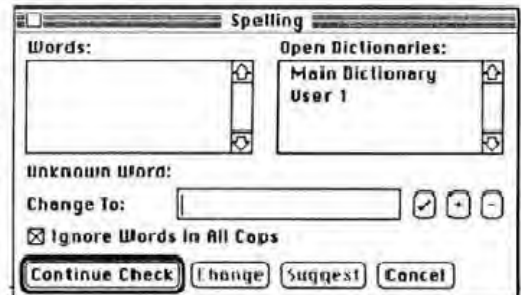 Spelling
Words: Open Dictionaries:
Main Dictionary
User 1
Unknown Word:
Change To:
Ignore Words in All Caps
Continue Check Change Suggest Cancel